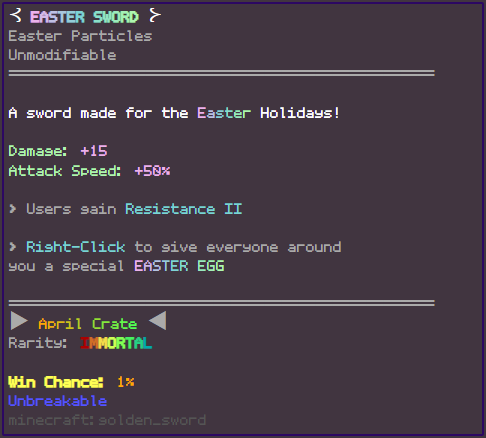 EASTER SWORD
Easter Particles
Unmodifiable
A sword made for the Easter Holidays!
Damage: +15
Attack Speed: +50%
> Users gain Resistance II
> Right-Click to give everyone around
you a special EASTER EGG
▶ April Crate ◀
Rarity: IMMORTAL
Win Chance: 1%
Unbreakable
minecraft:golden_sword